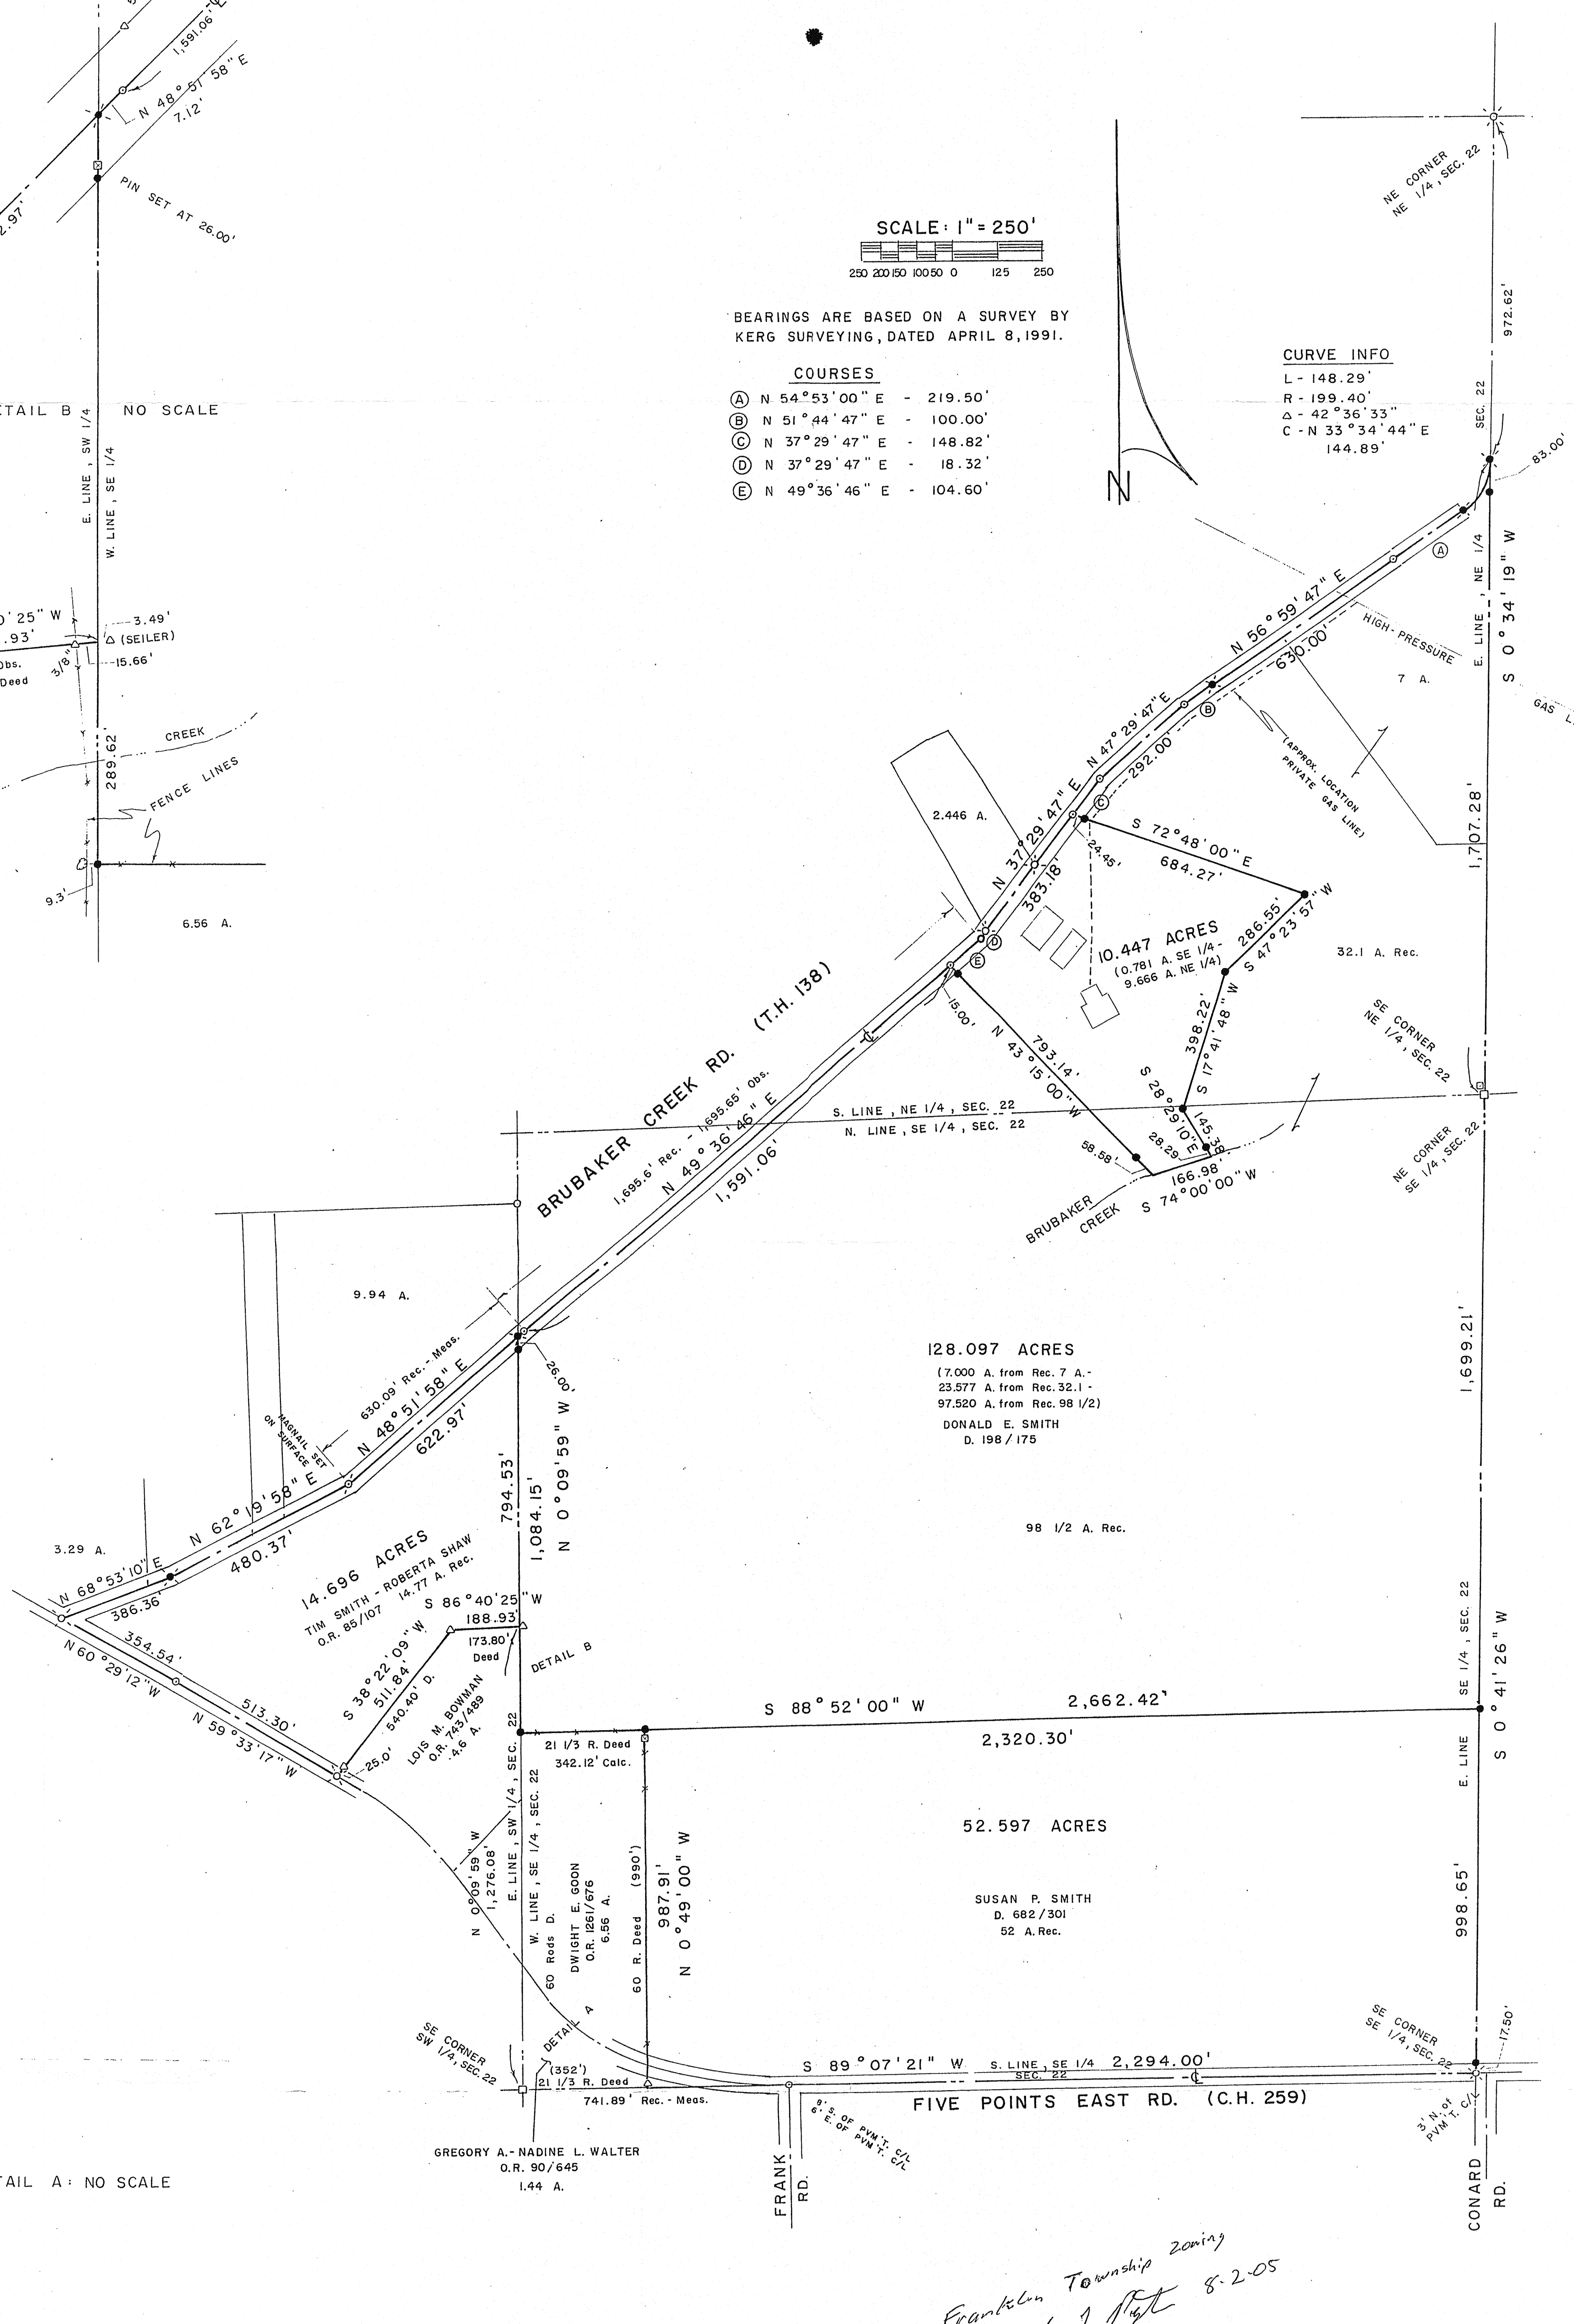 1,591.06'
N 48°51'58" E
7.12'
PIN SET AT 26.00'
2.97'
NE CORNER
NE 1/4, SEC. 22
SCALE: 1" = 250'
250 200 150 100 50 0 125 250
BEARINGS ARE BASED ON A SURVEY BY
KERG SURVEYING, DATED APRIL 8, 1991.
COURSES
A N 54°53'00" E - 219.50'
B N 51°44'47" E - 100.00'
C N 37°29'47" E - 148.82'
D N 37°29'47" E - 18.32'
E N 49°36'46" E - 104.60'
N
CURVE INFO
L - 148.29'
R - 199.40'
Δ - 42°36'33"
C - N 33°34'44" E
144.89'
972.62'
SEC. 22
83.00'
TAIL B NO SCALE
E. LINE, SW 1/4
W. LINE, SE 1/4
0'25" W
.93'
3.49'
Δ (SEILER)
15.66'
3/8"
Obs.
Deed
CREEK
289.62'
FENCE LINES
9.3'
6.56 A.
A
E. LINE, NE 1/4
S 0°34'19" W
N 56°59'47" E
630.00'
HIGH-PRESSURE
GAS L
7 A.
B
N 47°29'47" E
292.00'
(APPROX. LOCATION
PRIVATE GAS LINE)
1,707.28'
C
2.446 A.
N 37°29'47" E
383.18'
24.45'
S 72°48'00" E
684.27'
286.55'
S 47°23'57" W
10.447 ACRES
(0.781 A. SE 1/4-
9.666 A. NE 1/4)
32.1 A. Rec.
D
E
15.00'
793.14'
N 43°15'00" W
398.22'
S 17°41'48" W
SE CORNER
NE 1/4, SEC. 22
S 28°29'10" E
145.38'
28.29
58.58'
166.98'
S 74°00'00" W
BRUBAKER
CREEK
NE CORNER
SE 1/4, SEC. 22
BRUBAKER CREEK RD. (T.H. 138)
1,695.6' Rec. - 1,695.65' Obs.
N 49°36'46" E
1,591.06'
S. LINE, NE 1/4, SEC. 22
N. LINE, SE 1/4, SEC. 22
9.94 A.
630.09' Rec.-Meas.
N 48°51'58" E
622.97'
26.00'
MAGNAIL SET
ON SURFACE
128.097 ACRES
(7.000 A. from Rec. 7 A.-
23.577 A. from Rec. 32.1 -
97.520 A. from Rec. 98 1/2)
DONALD E. SMITH
D. 198/175
98 1/2 A. Rec.
1,699.21'
794.53'
1,084.15'
N 0°09'59" W
N 62°19'58" E
480.37'
3.29 A.
N 68°53'10" E
386.36'
14.696 ACRES
TIM SMITH - ROBERTA SHAW
O.R. 85/107 14.77 A. Rec.
S 86°40'25" W
188.93'
173.80'
Deed
DETAIL B
354.54'
N 60°29'12" W
513.30'
N 59°33'17" W
S 38°22'09" W
511.84'
540.40' D.
25.0'
LOIS M. BOWMAN
O.R. 743/489
4.6 A.
E. LINE SE 1/4, SEC. 22
S 0°41'26" W
S 88°52'00" W 2,662.42'
2,320.30'
21 1/3 R. Deed
342.12' Calc.
52.597 ACRES
SUSAN P. SMITH
D. 682/301
52 A. Rec.
998.65'
N 0°09'59" W
1,276.08'
E. LINE, SW 1/4, SEC. 22
W. LINE, SE 1/4, SEC. 22
60 Rods D.
DWIGHT E. GOON
O.R. 1261/676
6.56 A.
60 R. Deed (990')
987.91'
N 0°49'00" W
SE CORNER
SW 1/4, SEC. 22
DETAIL A
(352')
21 1/3 R. Deed
741.89' Rec.-Meas.
S 89°07'21" W S. LINE, SE 1/4 2,294.00'
SEC. 22
SE CORNER
SE 1/4, SEC. 22
17.50'
FIVE POINTS EAST RD. (C.H. 259)
8' S. OF PVM'T. C/L
6' E. OF PVM'T. C/L
3' N. of
PVM'T. C/L
GREGORY A.-NADINE L. WALTER
O.R. 90/645
1.44 A.
TAIL A: NO SCALE
FRANK
RD.
CONARD
RD.
Franklin Township zoning
8-2-05